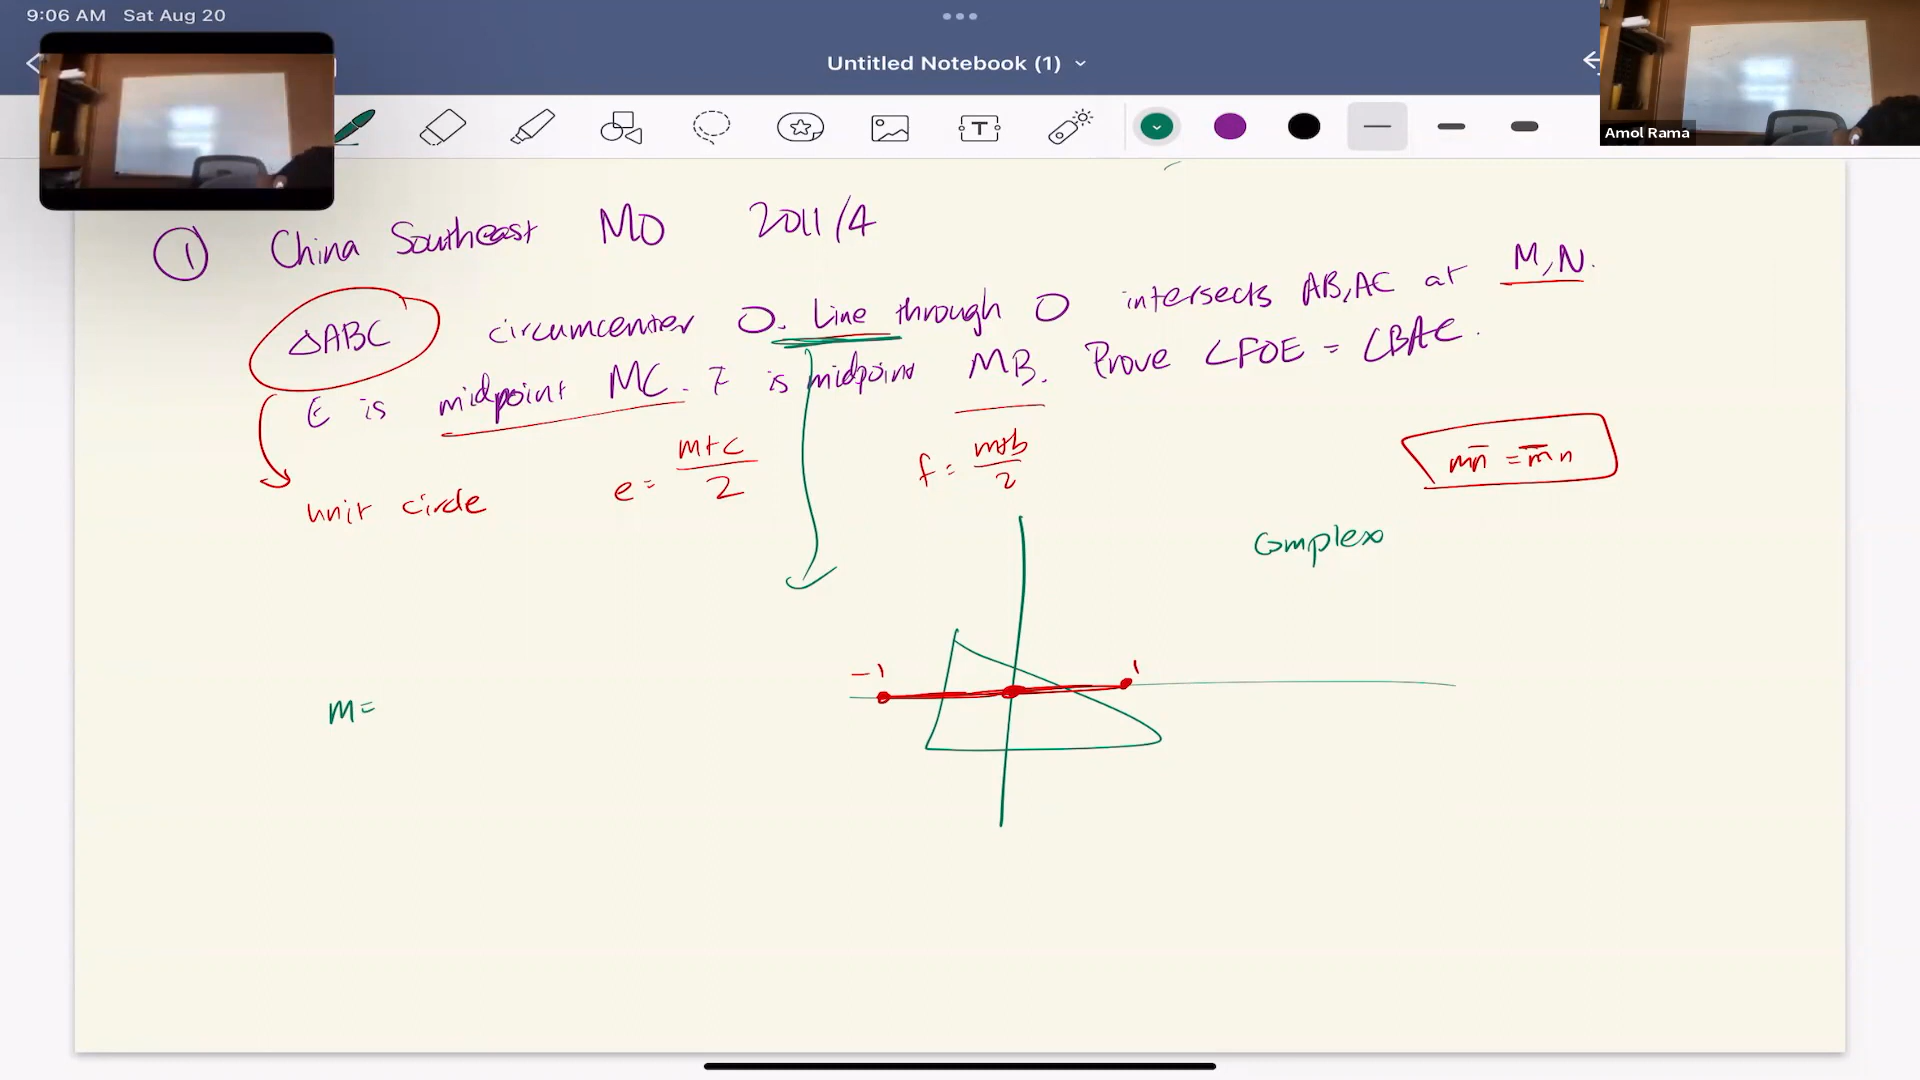 9:06 AM Sat Aug 20
Untitled Notebook (1)
Amol Rama
① China Southeast MO 2011/4
△ABC circumcenter O. Line through O intersects AB, AC at M, N.
E is midpoint MC. F is midpoint MB. Prove ∠FOE = ∠BAC.
unit circle e = (m+c)/2 f = (m+b)/2 mn̅ = m̅n
Complex
-1 1
m=